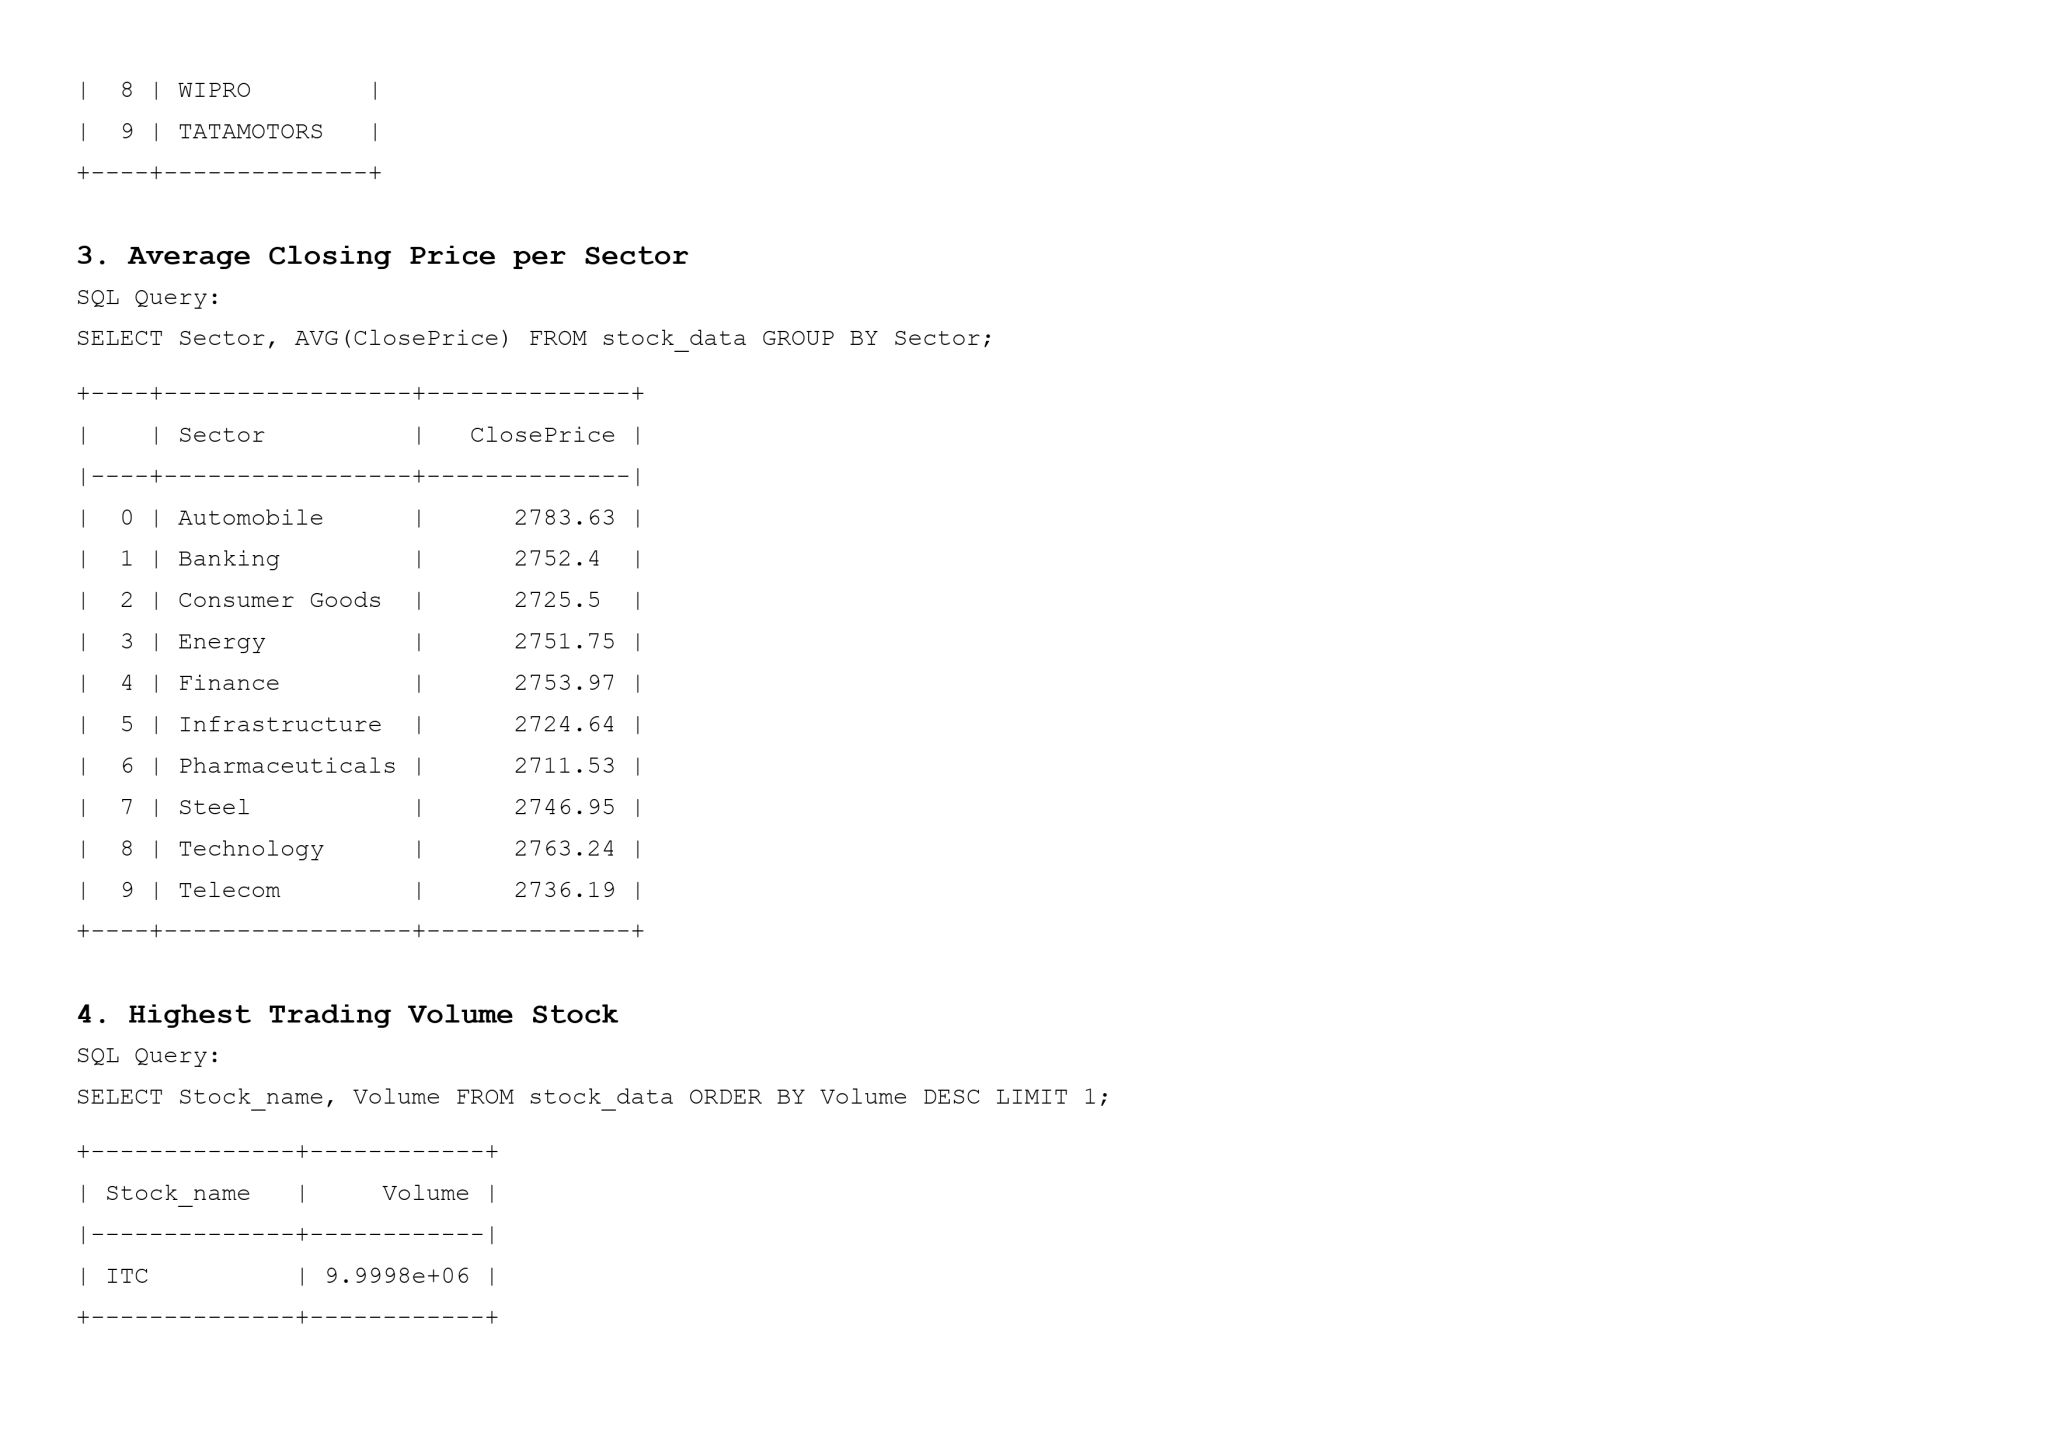 |  8 | WIPRO        |
|  9 | TATAMOTORS   |
+----+--------------+
3. Average Closing Price per Sector
SQL Query:
SELECT Sector, AVG(ClosePrice) FROM stock_data GROUP BY Sector;
+----+-----------------+--------------+
|    | Sector          |   ClosePrice |
|----+-----------------+--------------|
|  0 | Automobile      |      2783.63 |
|  1 | Banking         |      2752.4  |
|  2 | Consumer Goods  |      2725.5  |
|  3 | Energy          |      2751.75 |
|  4 | Finance         |      2753.97 |
|  5 | Infrastructure  |      2724.64 |
|  6 | Pharmaceuticals |      2711.53 |
|  7 | Steel           |      2746.95 |
|  8 | Technology      |      2763.24 |
|  9 | Telecom         |      2736.19 |
+----+-----------------+--------------+
4. Highest Trading Volume Stock
SQL Query:
SELECT Stock_name, Volume FROM stock_data ORDER BY Volume DESC LIMIT 1;
+--------------+------------+
| Stock_name   |     Volume |
|--------------+------------|
| ITC          | 9.9998e+06 |
+--------------+------------+